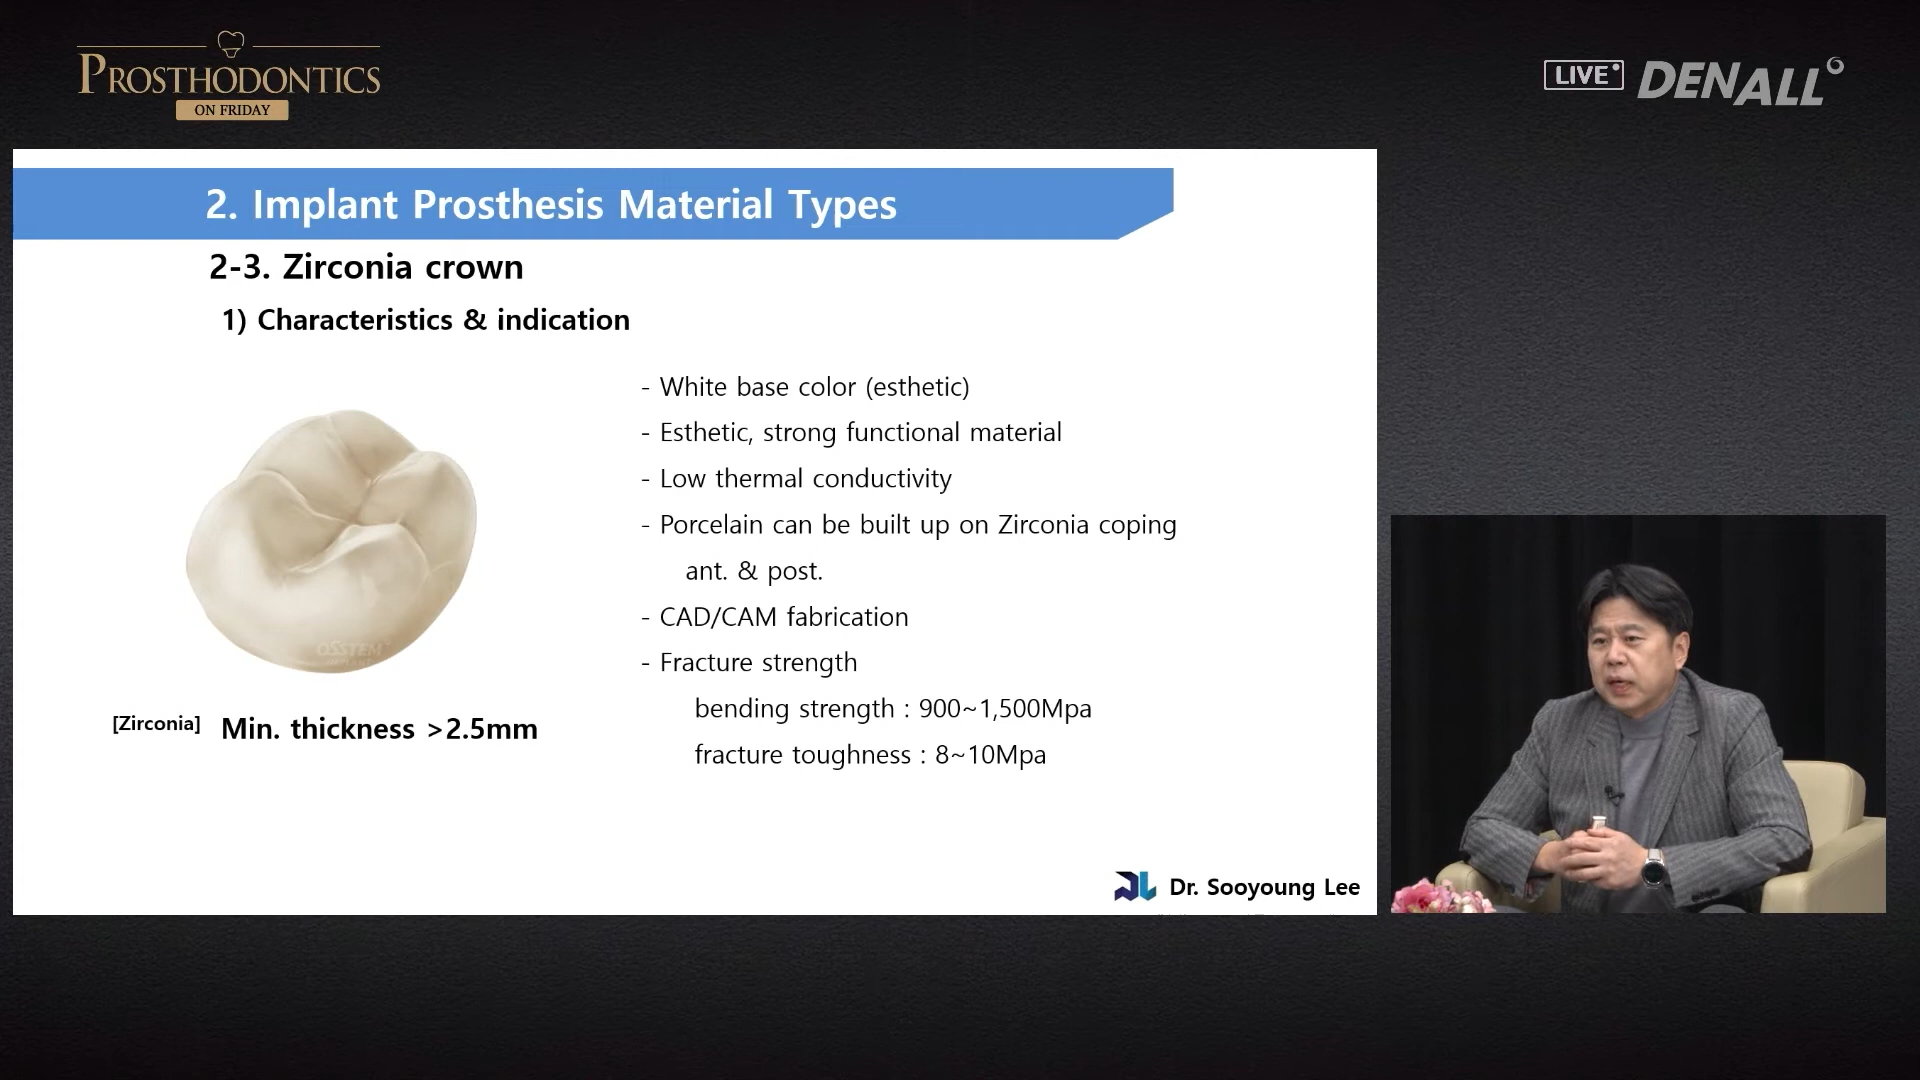 PROSTHODONTICS
ON FRIDAY
LIVE DENALL
2. Implant Prosthesis Material Types
2-3. Zirconia crown
1) Characteristics & indication
- White base color (esthetic)
- Esthetic, strong functional material
- Low thermal conductivity
- Porcelain can be built up on Zirconia coping
ant. & post.
- CAD/CAM fabrication
- Fracture strength
bending strength : 900~1,500Mpa
fracture toughness : 8~10Mpa
OSSTEM
[Zirconia] Min. thickness >2.5mm
Dr. Sooyoung Lee